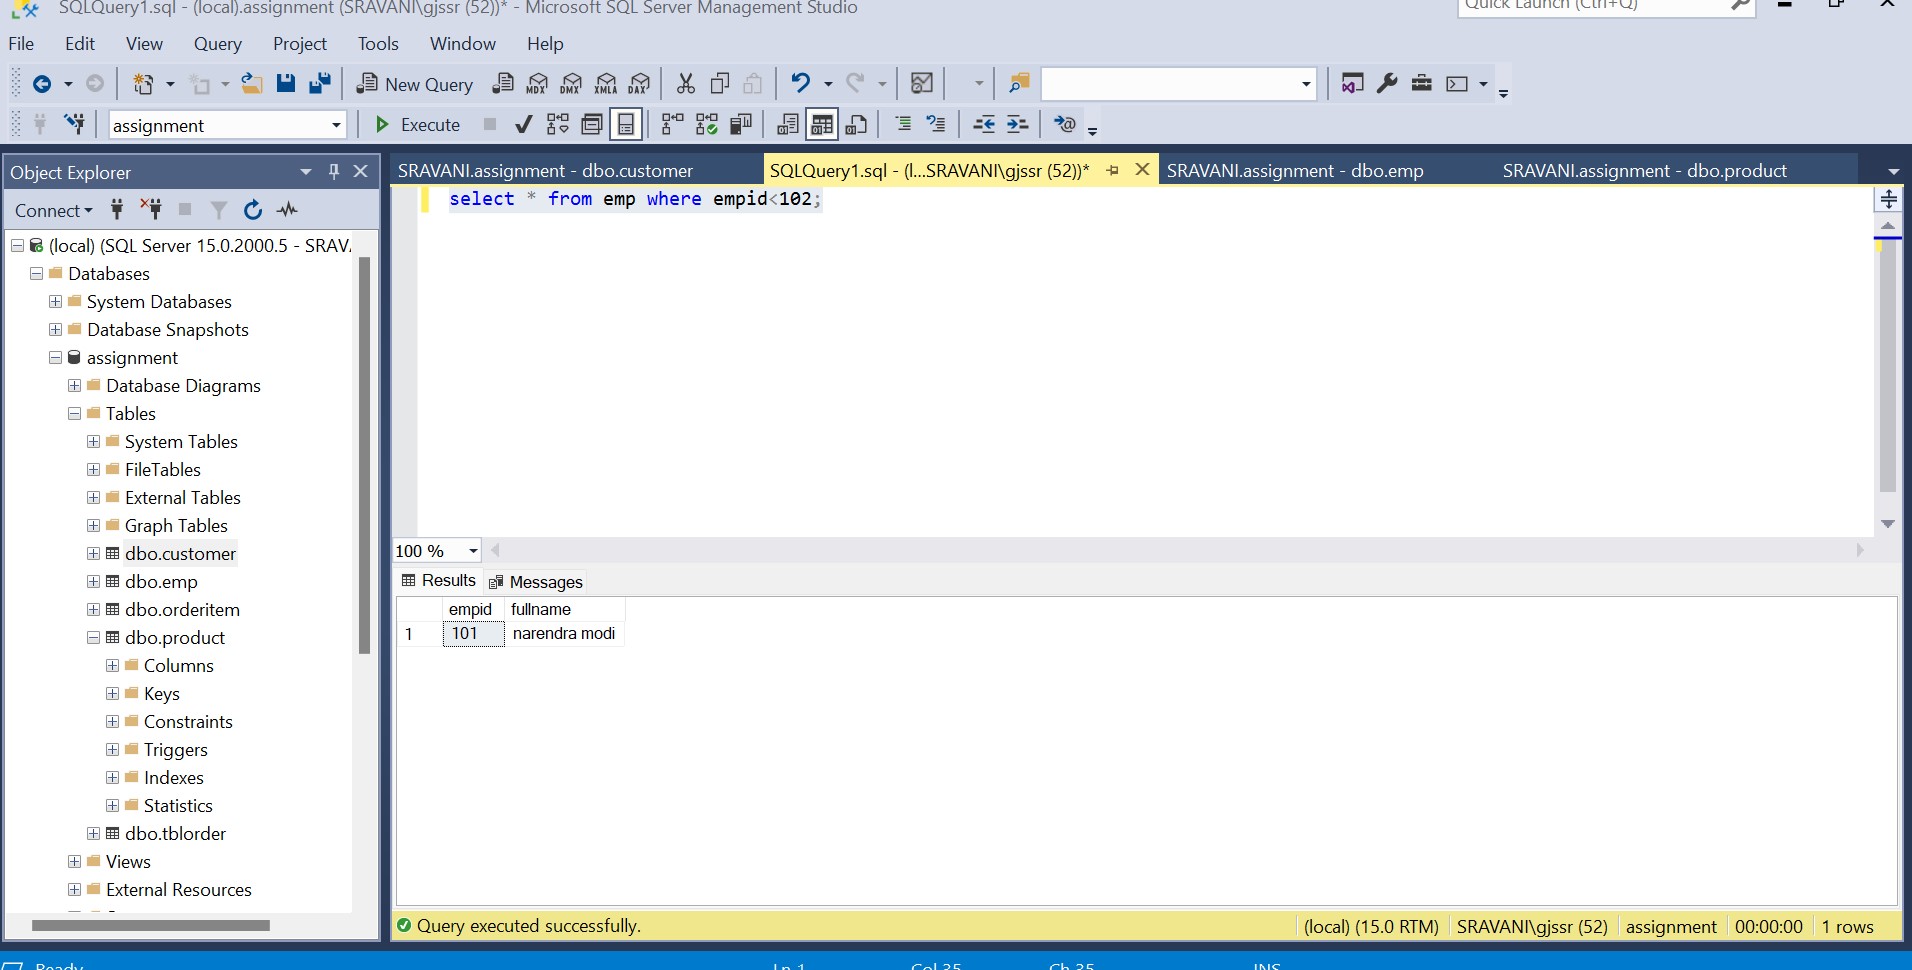 SQLQuery1.sql - (local).assignment (SRAVANI\gjssr (52))* - Microsoft SQL Server Management Studio
Quick Launch (Ctrl+Q)
File Edit View Query Project Tools Window Help
New Query MDX DMX XMLA DAX
assignment Execute
Object Explorer
Connect
(local) (SQL Server 15.0.2000.5 - SRAV
Databases
System Databases
Database Snapshots
assignment
Database Diagrams
Tables
System Tables
FileTables
External Tables
Graph Tables
dbo.customer
dbo.emp
dbo.orderitem
dbo.product
Columns
Keys
Constraints
Triggers
Indexes
Statistics
dbo.tblorder
Views
External Resources
SRAVANI.assignment - dbo.customer
SQLQuery1.sql - (l...SRAVANI\gjssr (52))*
SRAVANI.assignment - dbo.emp
SRAVANI.assignment - dbo.product
select * from emp where empid<102;
100 %
Results Messages
empid fullname
1 101 narendra modi
Query executed successfully.
(local) (15.0 RTM) SRAVANI\gjssr (52) assignment 00:00:00 1 rows
Ready Ln 1 Col 35 Ch 35 INS